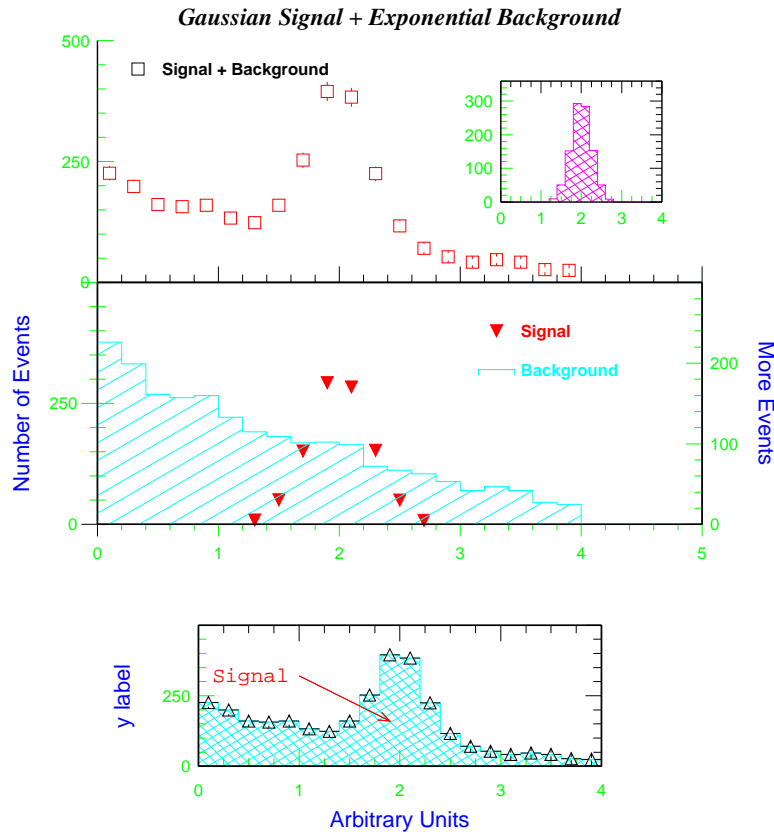 Gaussian Signal + Exponential Background
500
Signal + Background
300
200
100
0
0 1 2 3 4
250
0
Number of Events
Signal
Background
More Events
200
250
100
0
0
0 1 2 3 4 5
y label
Signal
250
0
0 1 2 3 4
Arbitrary Units